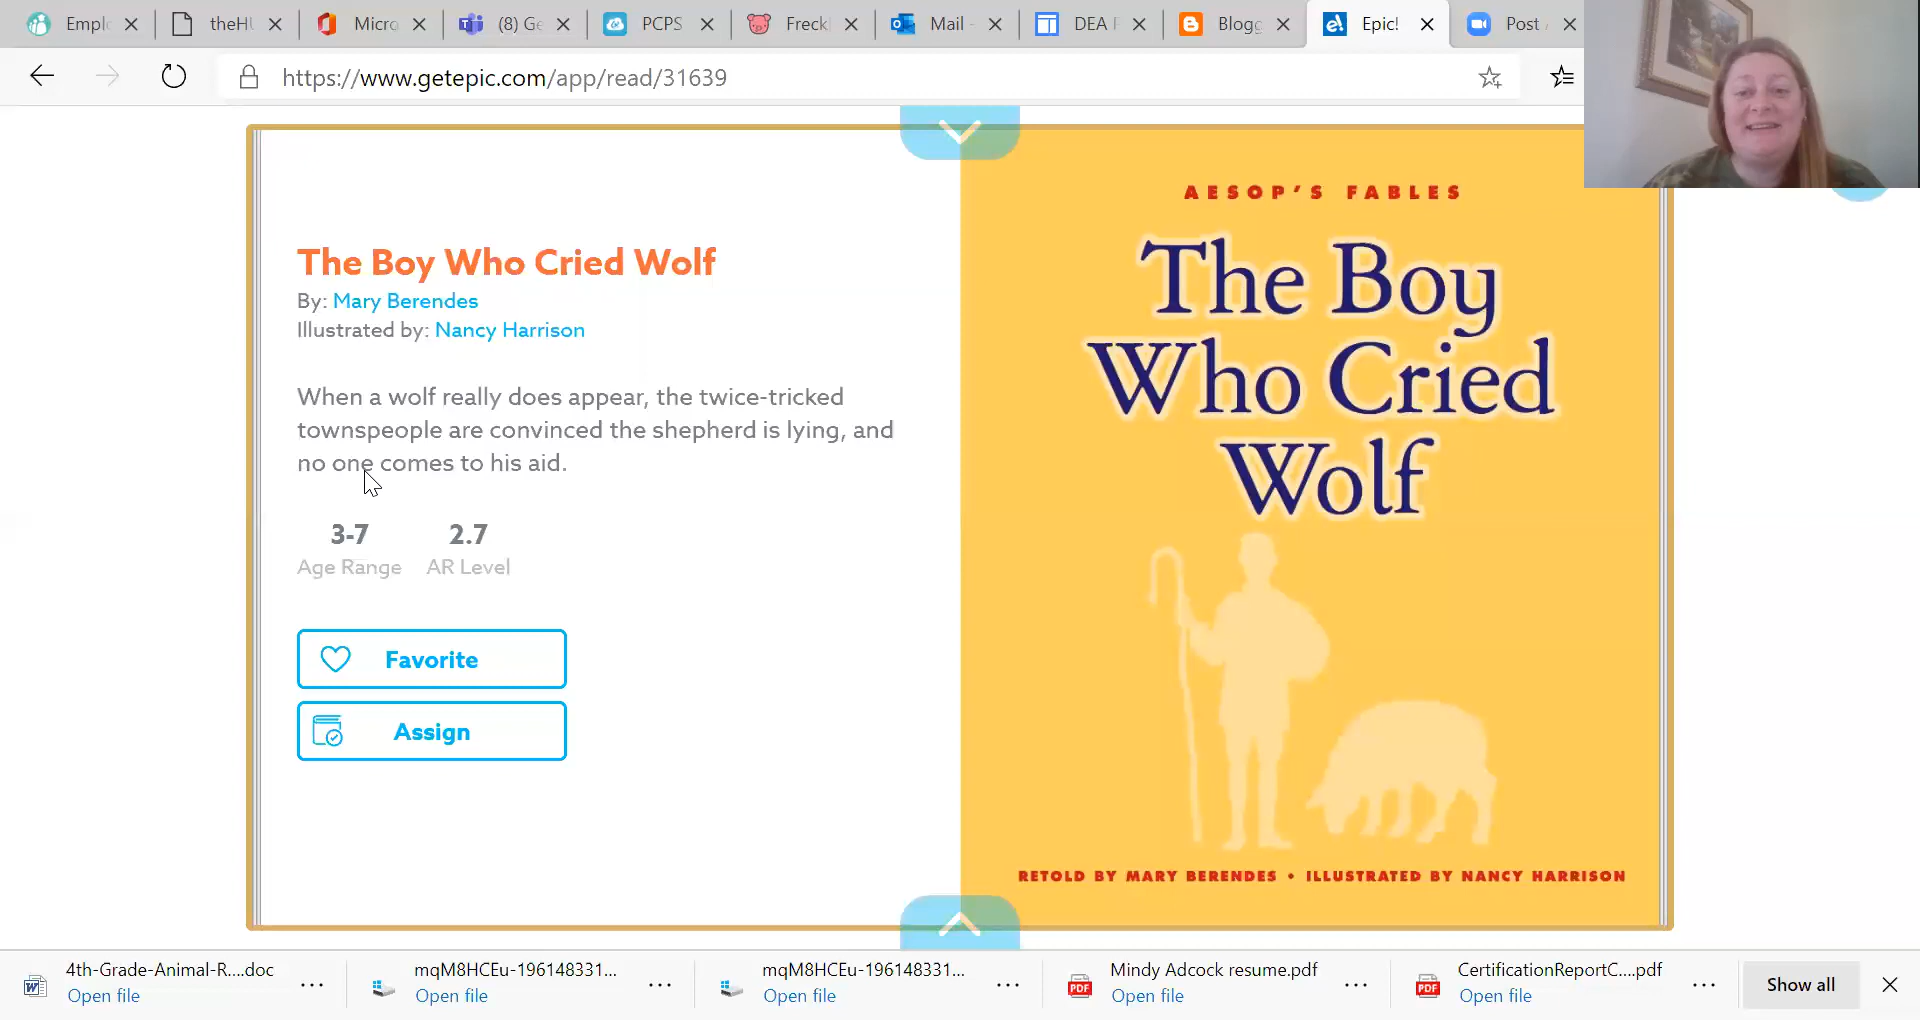 Emplo
theHU
Micro
(8) Ge
PCPS
Freckl
Mail -
DEA F
Blogg
Epic!
Post
https://www.getepic.com/app/read/31639
The Boy Who Cried Wolf
By: Mary Berendes
Illustrated by: Nancy Harrison
When a wolf really does appear, the twice-tricked
townspeople are convinced the shepherd is lying, and
no one comes to his aid.
3-7 2.7
Age Range AR Level
Favorite
Assign
AESOP'S FABLES
The Boy
Who Cried
Wolf
RETOLD BY MARY BERENDES • ILLUSTRATED BY NANCY HARRISON
4th-Grade-Animal-R....doc
Open file
mqM8HCEu-196148331...
Open file
mqM8HCEu-196148331...
Open file
Mindy Adcock resume.pdf
Open file
CertificationReportC....pdf
Open file
Show all